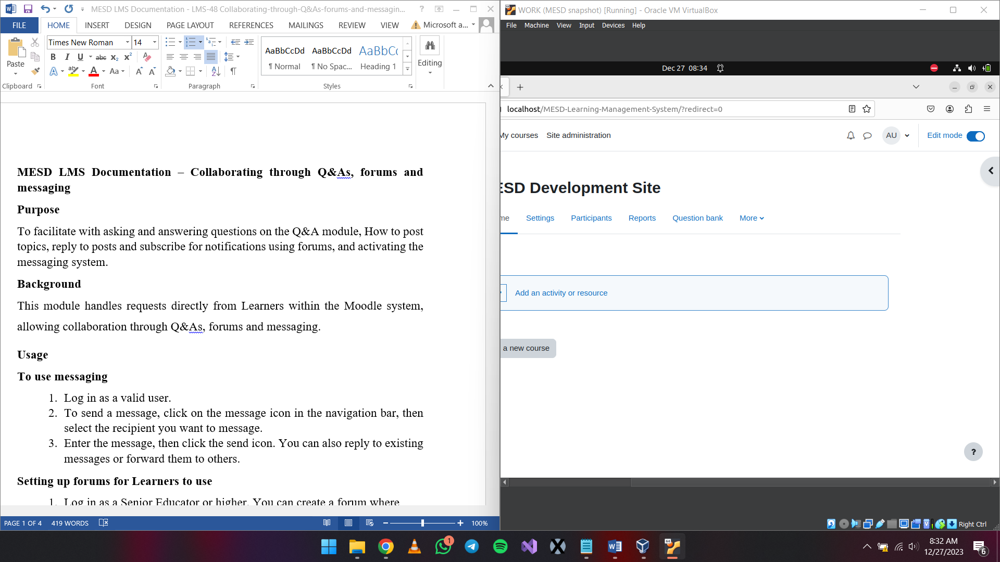 MESD LMS Documentation - LMS-48 Collaborating-through-Q&As-forums-and-messagin...
FILE HOME INSERT DESIGN PAGE LAYOUT REFERENCES MAILINGS REVIEW VIEW Microsoft a...
Times New Roman 14
Paste
AaBbCcDd AaBbCcDd AaBbCc
¶ Normal ¶ No Spac... Heading 1
Editing
Clipboard Font Paragraph Styles
MESD LMS Documentation – Collaborating through Q&As, forums and
messaging
Purpose
To facilitate with asking and answering questions on the Q&A module, How to post
topics, reply to posts and subscribe for notifications using forums, and activating the
messaging system.
Background
This module handles requests directly from Learners within the Moodle system,
allowing collaboration through Q&As, forums and messaging.
Usage
To use messaging
1. Log in as a valid user.
2. To send a message, click on the message icon in the navigation bar, then
select the recipient you want to message.
3. Enter the message, then click the send icon. You can also reply to existing
messages or forward them to others.
Setting up forums for Learners to use
1. Log in as a Senior Educator or higher. You can create a forum where
PAGE 1 OF 4 419 WORDS 100%
WORK (MESD snapshot) [Running] - Oracle VM VirtualBox
File Machine View Input Devices Help
Dec 27 08:34
localhost/MESD-Learning-Management-System/?redirect=0
My courses Site administration AU Edit mode
ESD Development Site
me Settings Participants Reports Question bank More
Add an activity or resource
a new course
?
Right Ctrl
1
8:32 AM
12/27/2023
6